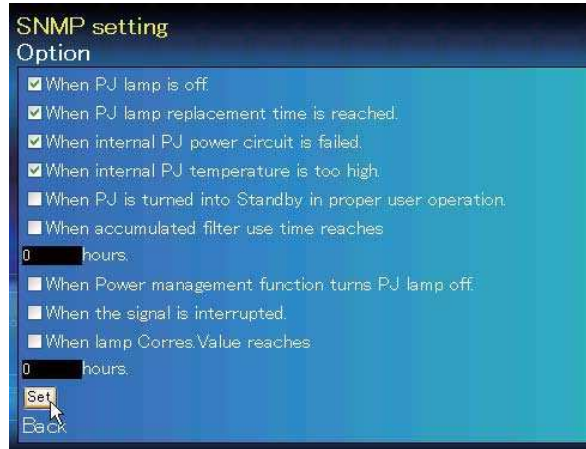 SNMP setting
Option
When PJ lamp is off.
When PJ lamp replacement time is reached.
When internal PJ power circuit is failed.
When internal PJ temperature is too high.
When PJ is turned into Standby in proper user operation.
When accumulated filter use time reaches
0 hours.
When Power management function turns PJ lamp off.
When the signal is interrupted.
When lamp Corres.Value reaches
0 hours.
Set
Back